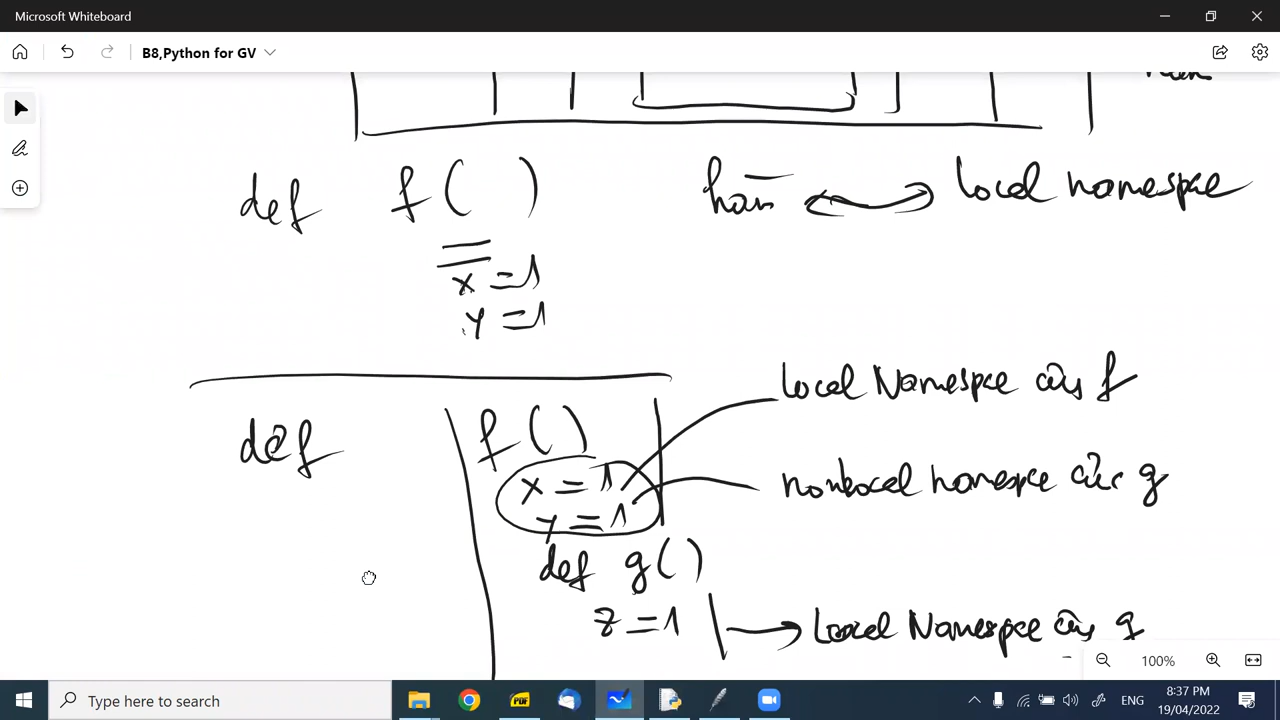 Microsoft Whiteboard
B8,Python for GV
def f ( )
x = 1
y = 1
hàm local namespace
def f ( )
x = 1
y = 1
def g ( )
z = 1
local Namespace của f
nonlocal namespace của g
Local Namespace của g
100%
Type here to search
PDF
ENG
8:37 PM
19/04/2022